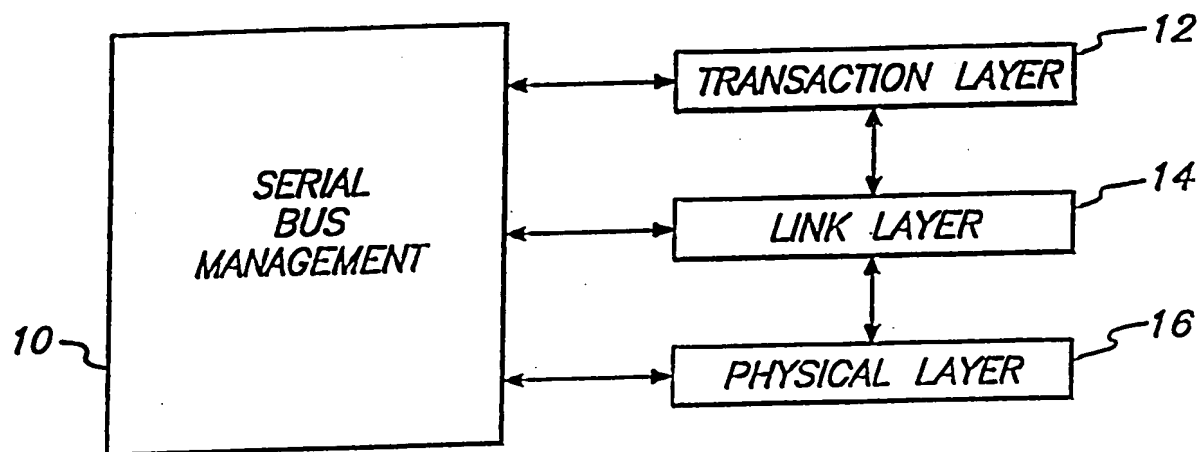 12
TRANSACTION LAYER
SERIAL
BUS
MANAGEMENT
14
LINK LAYER
10
16
PHYSICAL LAYER